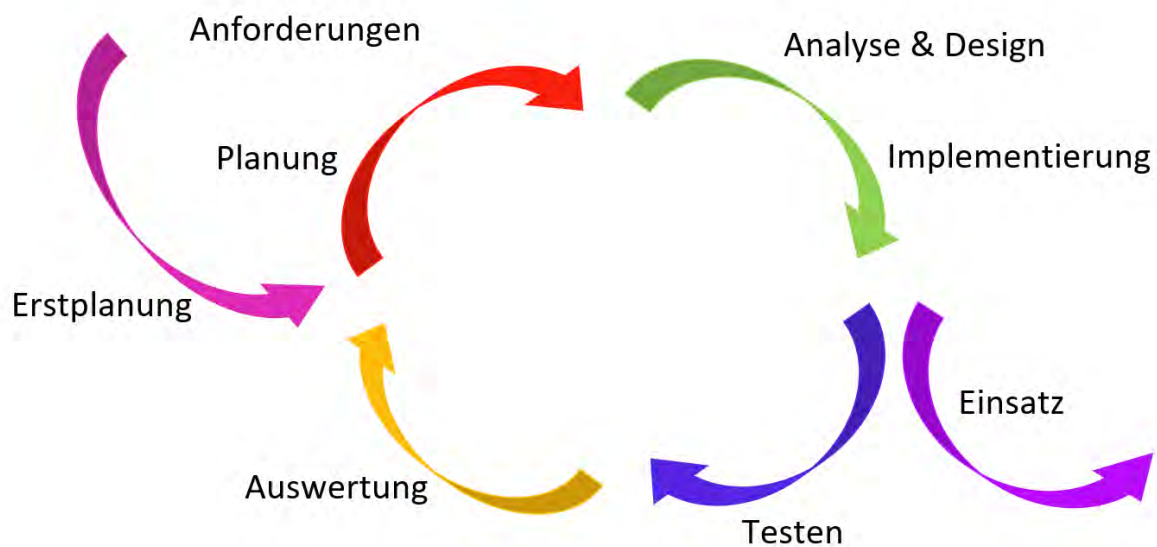 Anforderungen
Analyse & Design
Planung
Implementierung
Erstplanung
Einsatz
Auswertung
Testen